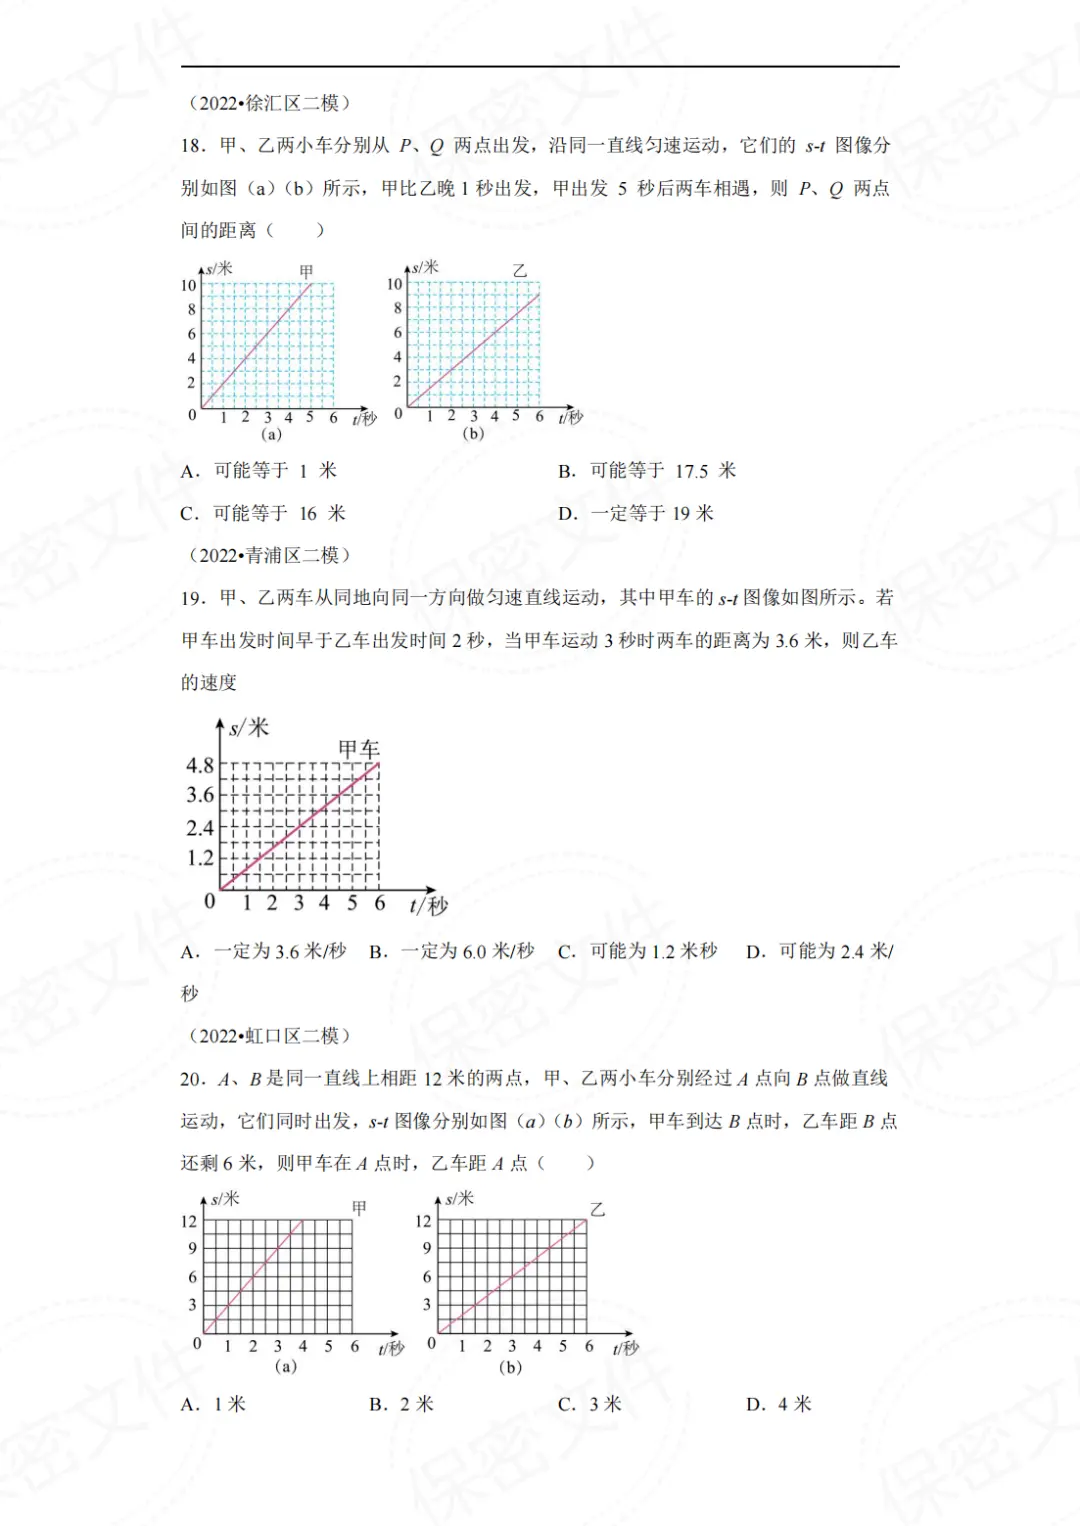 （2022•徐汇区二模）
18．甲、乙两小车分别从 P、Q 两点出发，沿同一直线匀速运动，它们的 s-t 图像分
别如图（a）（b）所示，甲比乙晚 1 秒出发，甲出发 5 秒后两车相遇，则 P、Q 两点
间的距离（　　）
s/米 甲 s/米 乙
10 10
8 8
6 6
4 4
2 2
0 1 2 3 4 5 6 t/秒 0 1 2 3 4 5 6 t/秒
(a) (b)
A．可能等于 1 米 B．可能等于 17.5 米
C．可能等于 16 米 D．一定等于 19 米
（2022•青浦区二模）
19．甲、乙两车从同地向同一方向做匀速直线运动，其中甲车的 s-t 图像如图所示。若
甲车出发时间早于乙车出发时间 2 秒，当甲车运动 3 秒时两车的距离为 3.6 米，则乙车
的速度
s/米
甲车
4.8
3.6
2.4
1.2
0 1 2 3 4 5 6 t/秒
A．一定为 3.6 米/秒 B．一定为 6.0 米/秒 C．可能为 1.2 米秒 D．可能为 2.4 米/
秒
（2022•虹口区二模）
20．A、B 是同一直线上相距 12 米的两点，甲、乙两小车分别经过 A 点向 B 点做直线
运动，它们同时出发，s-t 图像分别如图（a）（b）所示，甲车到达 B 点时，乙车距 B 点
还剩 6 米，则甲车在 A 点时，乙车距 A 点（　　）
s/米 甲 s/米 乙
12 12
9 9
6 6
3 3
0 1 2 3 4 5 6 t/秒 0 1 2 3 4 5 6 t/秒
(a) (b)
A．1 米 B．2 米 C．3 米 D．4 米
保密文件